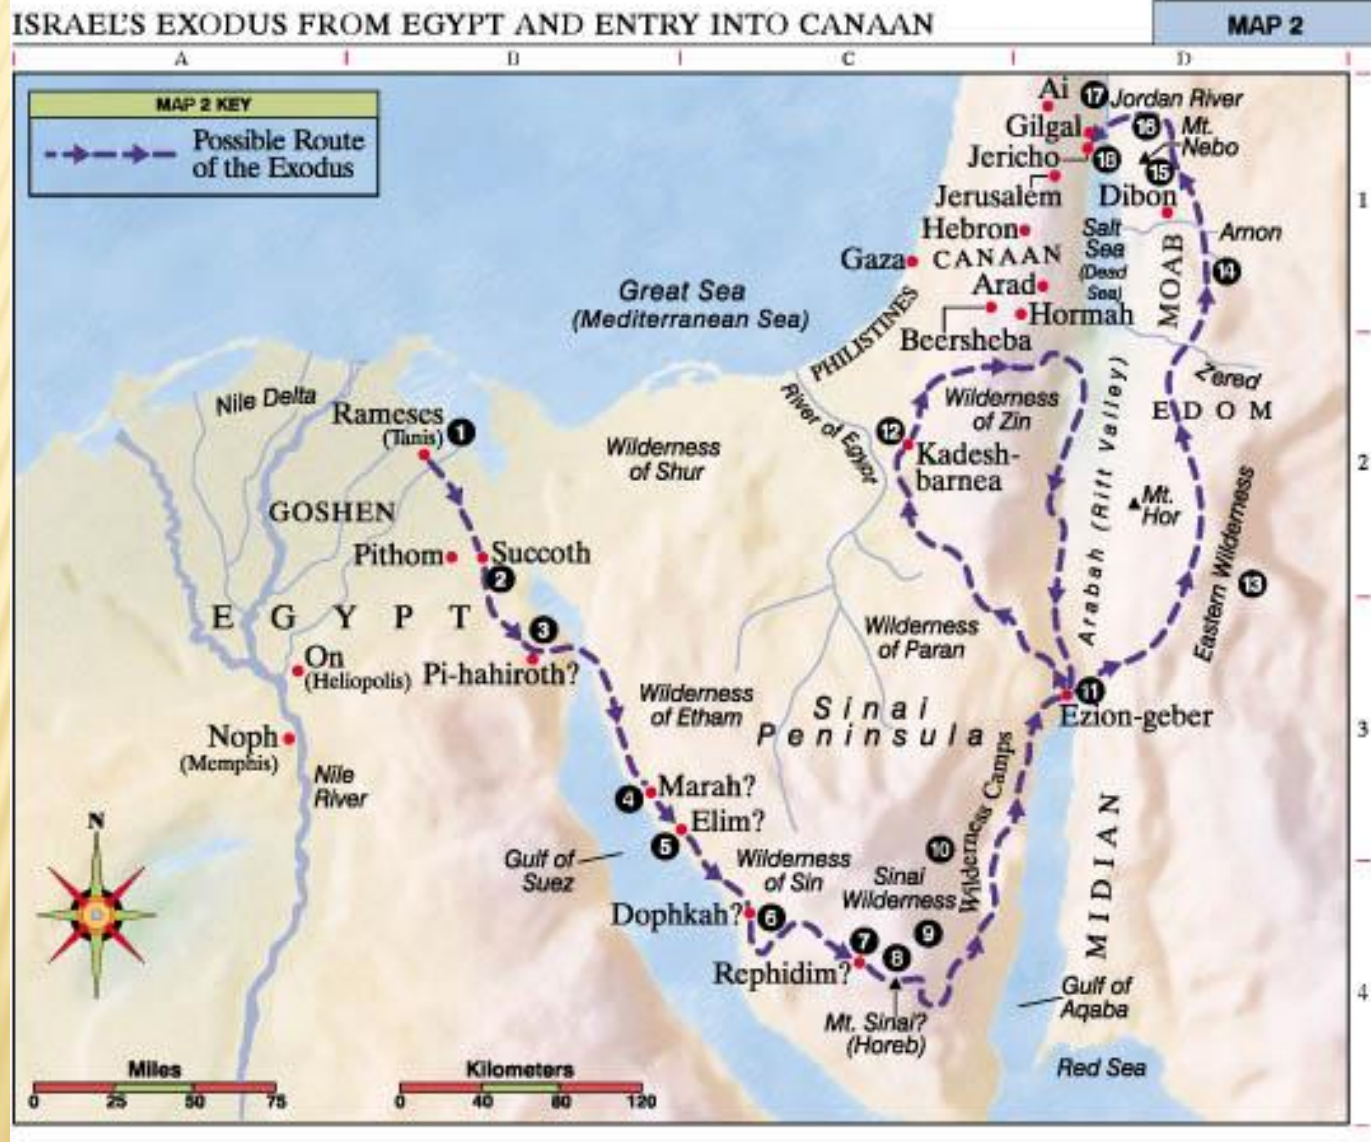 ISRAEL'S EXODUS FROM EGYPT AND ENTRY INTO CANAAN
MAP 2
A
B
C
D
MAP 2 KEY
Possible Route
of the Exodus
Ai
17
Jordan River
Gilgal
16
Mt.
Nebo
Jericho
18
15
Jerusalem
Dibon
1
Hebron
Salt
Sea
(Dead
Sea)
Arnon
Gaza
CANAAN
MOAB
14
Arad
Great Sea
(Mediterranean Sea)
Hormah
PHILISTINES
Beersheba
Zered
Nile Delta
River of Egypt
Wilderness
of Zin
Arabah (Rift Valley)
EDOM
Rameses
(Tanis)
1
12
Wilderness
of Shur
Kadesh-
barnea
2
GOSHEN
Mt.
Hor
Eastern Wilderness
13
Pithom
Succoth
2
EGYPT
3
Wilderness
of Paran
On
(Heliopolis)
Pi-hahiroth?
Wilderness
of Etham
Sinai
Peninsula
11
Ezion-geber
3
Noph
(Memphis)
Nile
River
4
Marah?
Wilderness Camps
MIDIAN
N
Elim?
5
Gulf of
Suez
Wilderness
of Sin
10
Sinai
Wilderness
Dophkah?
6
7
8
9
Rephidim?
Gulf of
Aqaba
4
Mt. Sinai?
(Horeb)
Red Sea
Miles
0 25 50 75
Kilometers
0 40 80 120